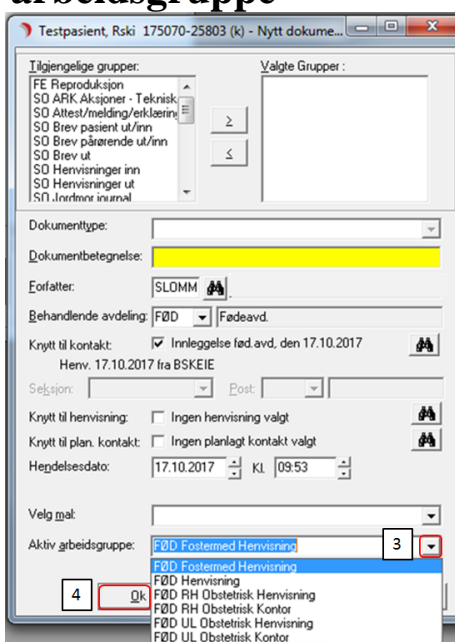 arbeidsgruppe
Testpasient, Rski 175070-25803 (k) - Nytt dokume...
Tilgjengelige grupper: Valgte Grupper :
FE Reproduksjon
SO ARK Aksjoner - Teknisk
SO Attest/melding/erklæring
SO Brev pasient ut/inn
SO Brev pårørende ut/inn
SO Brev ut
SO Henvisninger inn
SO Henvisninger ut
SO Jordmor journal
≥
≤
Dokumenttype:
Dokumentbetegnelse:
Forfatter: SLOMM
Behandlende avdeling: FØD Fødeavd.
Knytt til kontakt: Innleggelse fød.avd, den 17.10.2017
Henv. 17.10.2017 fra BSKEIE
Seksjon: Post:
Knytt til henvisning: Ingen henvisning valgt
Knytt til plan. kontakt: Ingen planlagt kontakt valgt
Hendelsesdato: 17.10.2017 Kl. 09:53
Velg mal:
Aktiv arbeidsgruppe: FØD Fostermed Henvisning 3
FØD Fostermed Henvisning
4 Ok FØD Henvisning
FØD RH Obstetrisk Henvisning
FØD RH Obstetrisk Kontor
FØD UL Obstetrisk Henvisning
FØD UL Obstetrisk Kontor